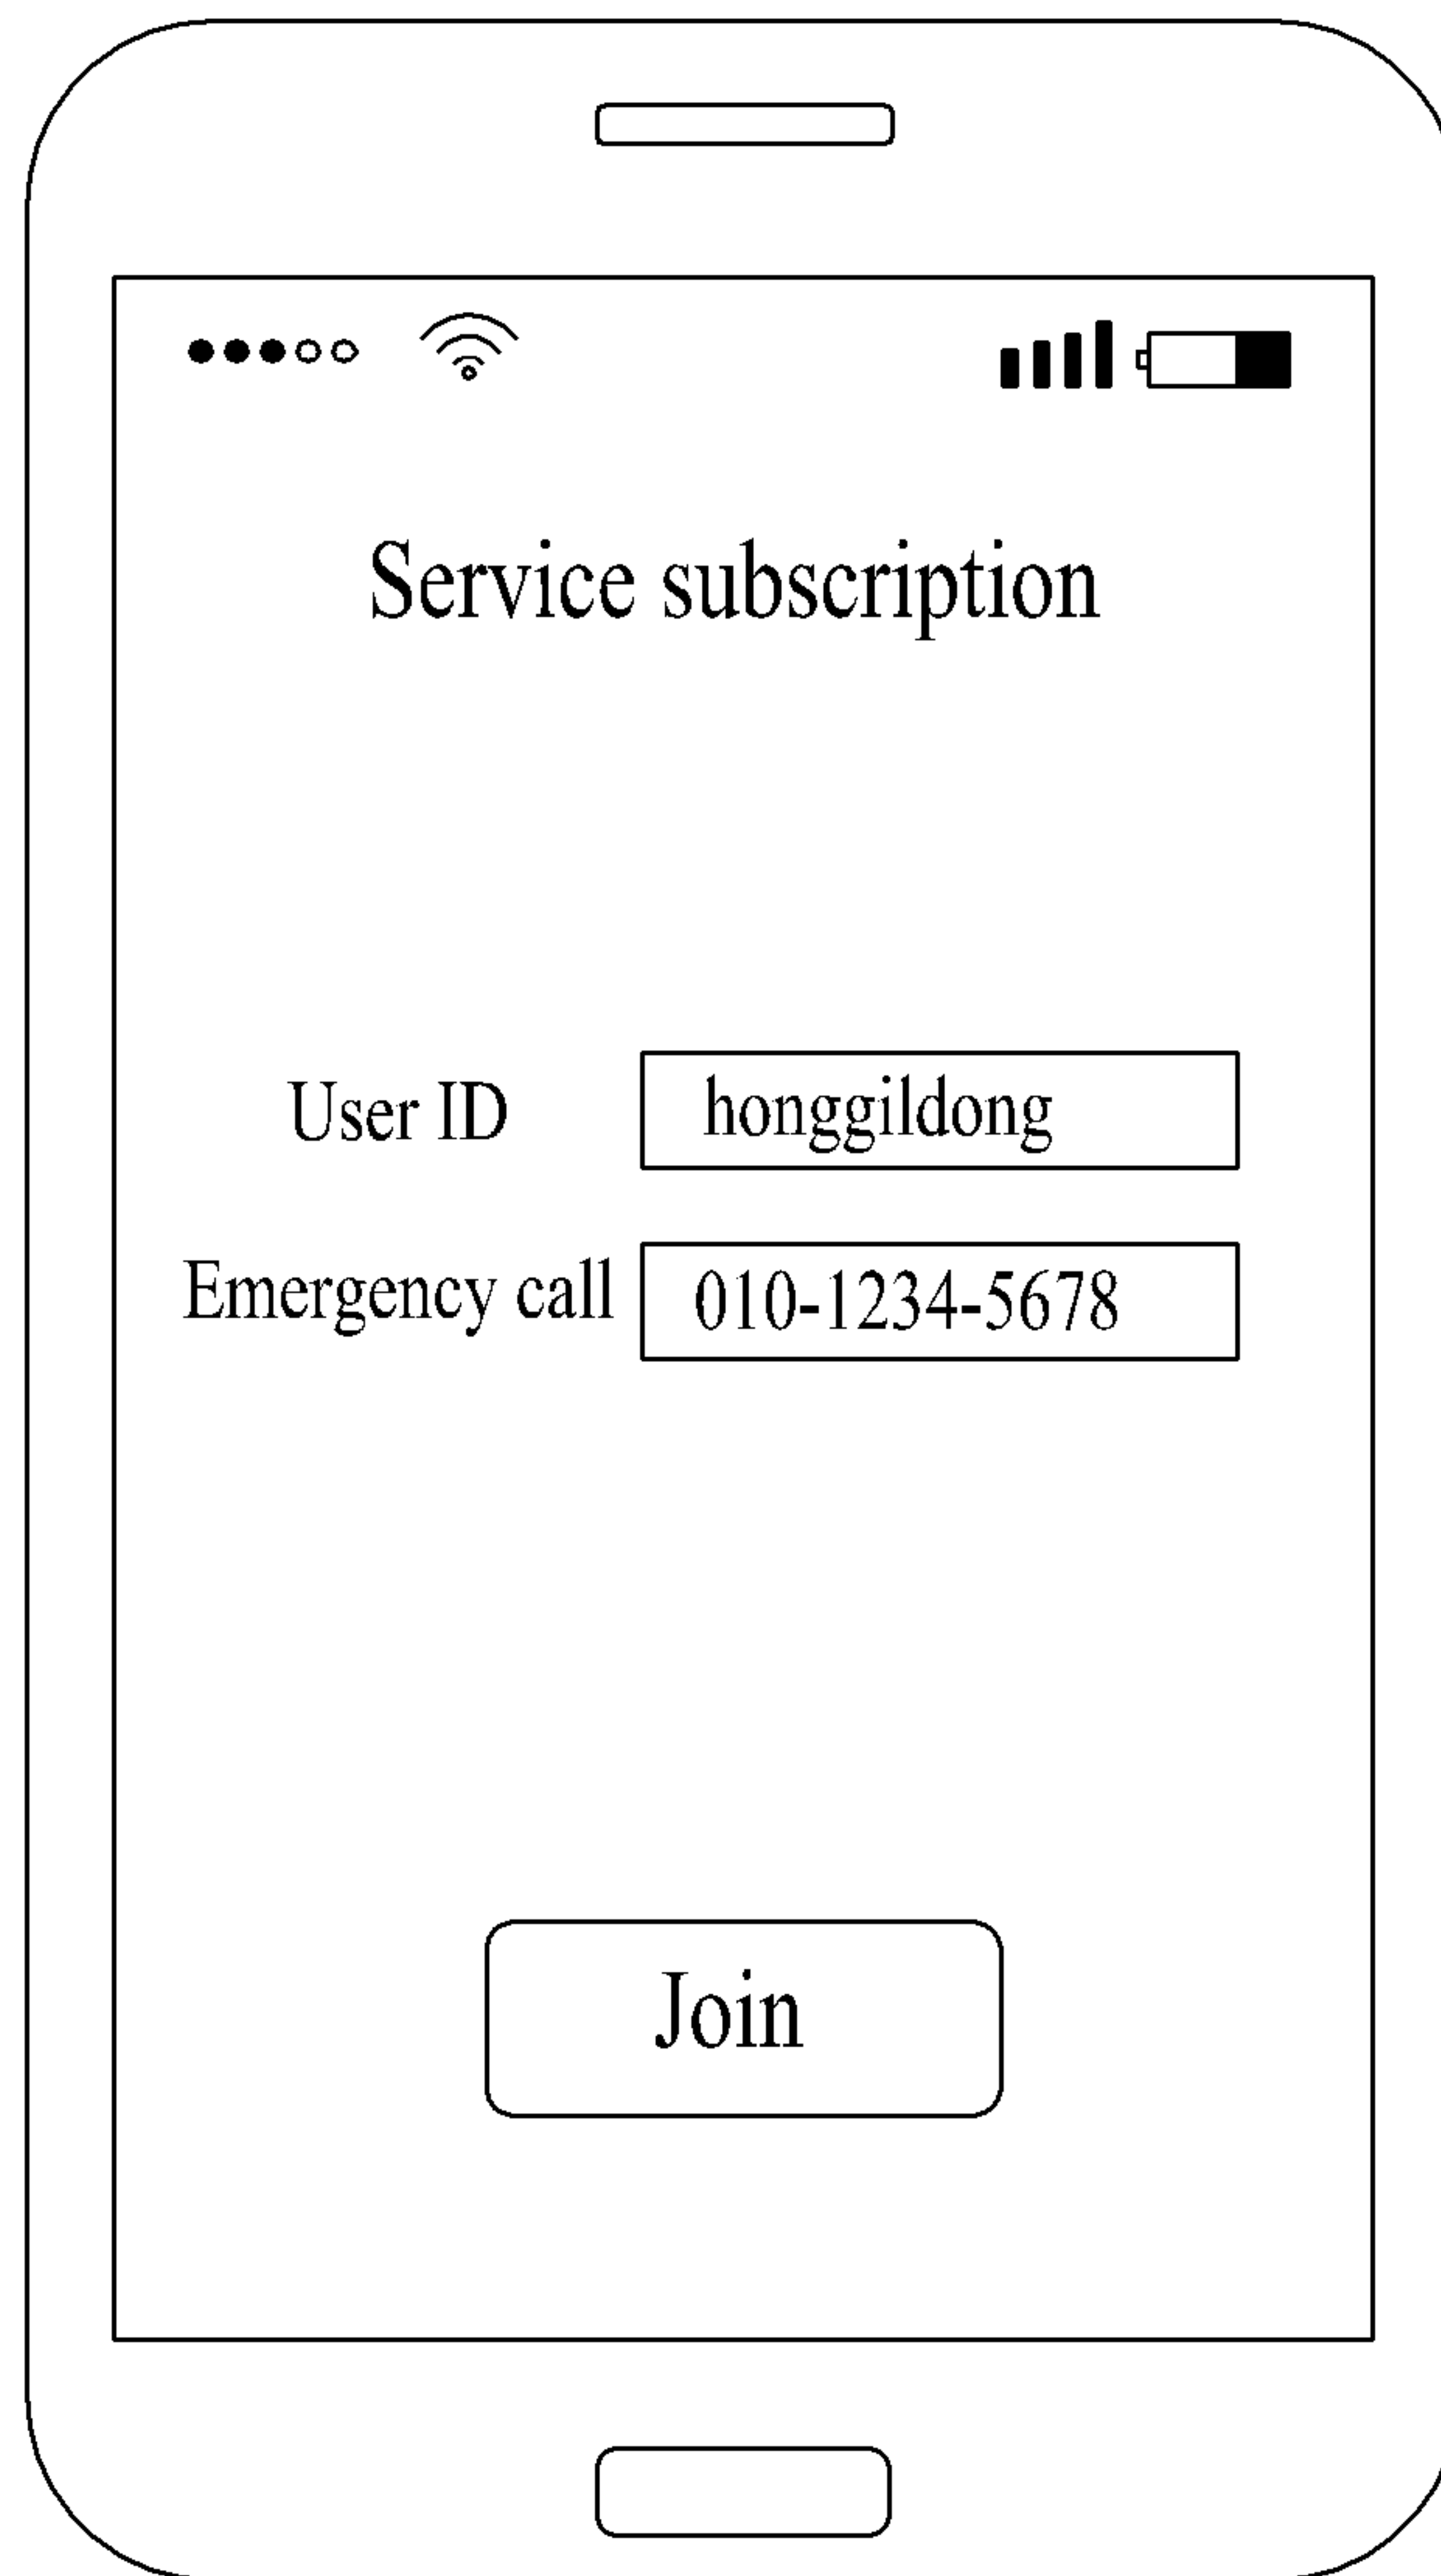 Service subscription
User ID honggildong
Emergency call 010-1234-5678
Join